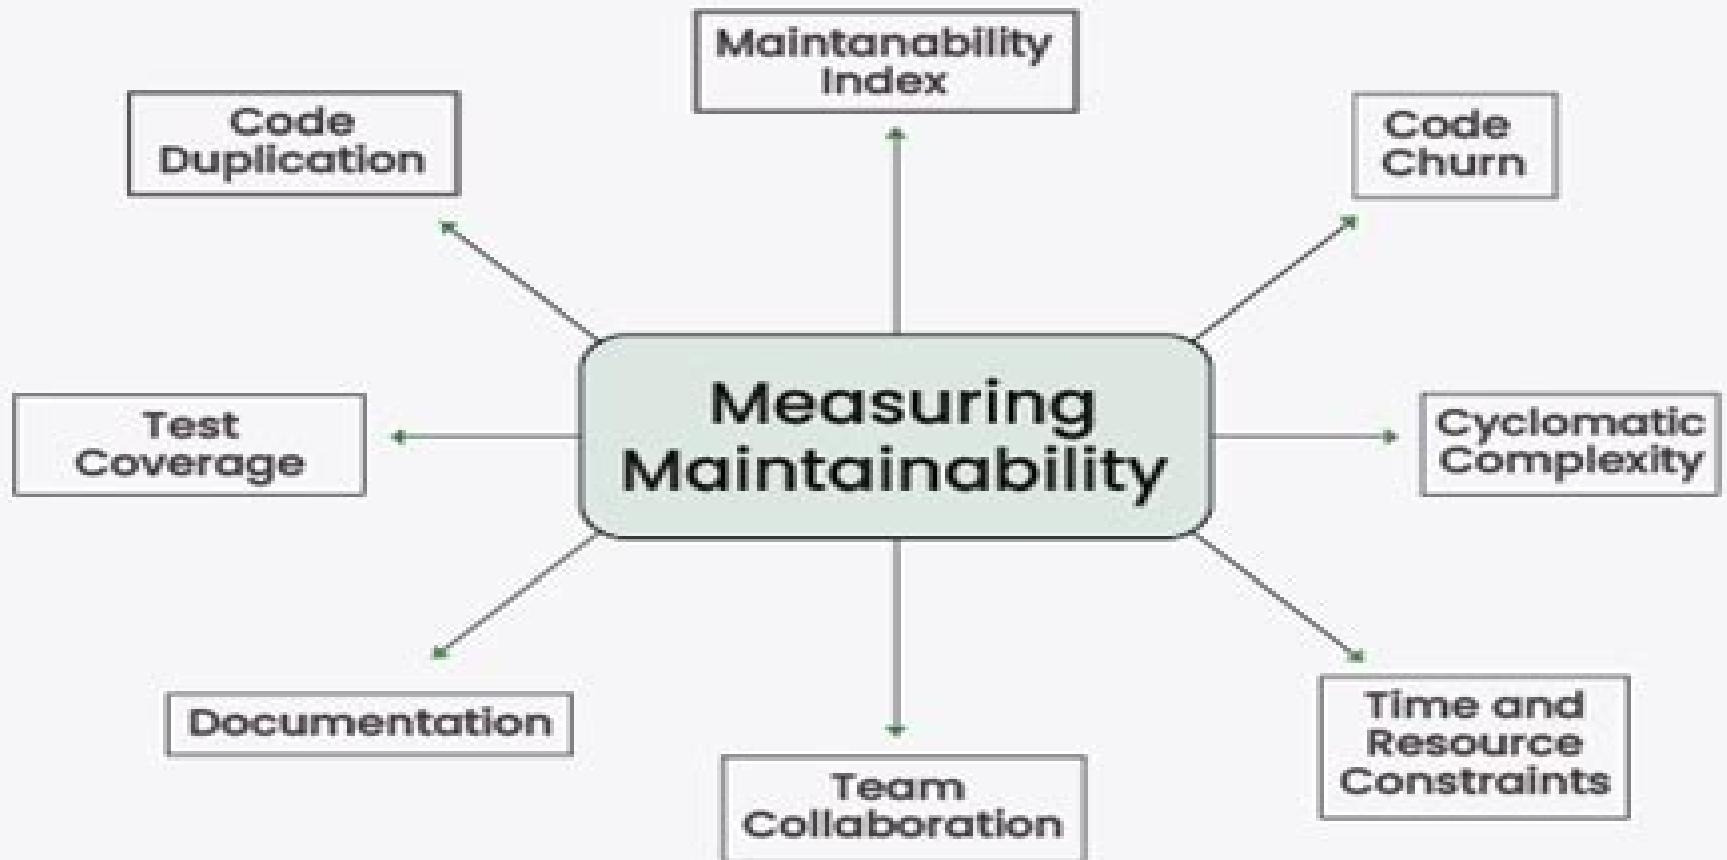 Maintanability
Index
Code
Duplication
Code
Churn
Measuring
Maintainability
Test
Coverage
Cyclomatic
Complexity
Documentation
Time and
Resource
Constraints
Team
Collaboration